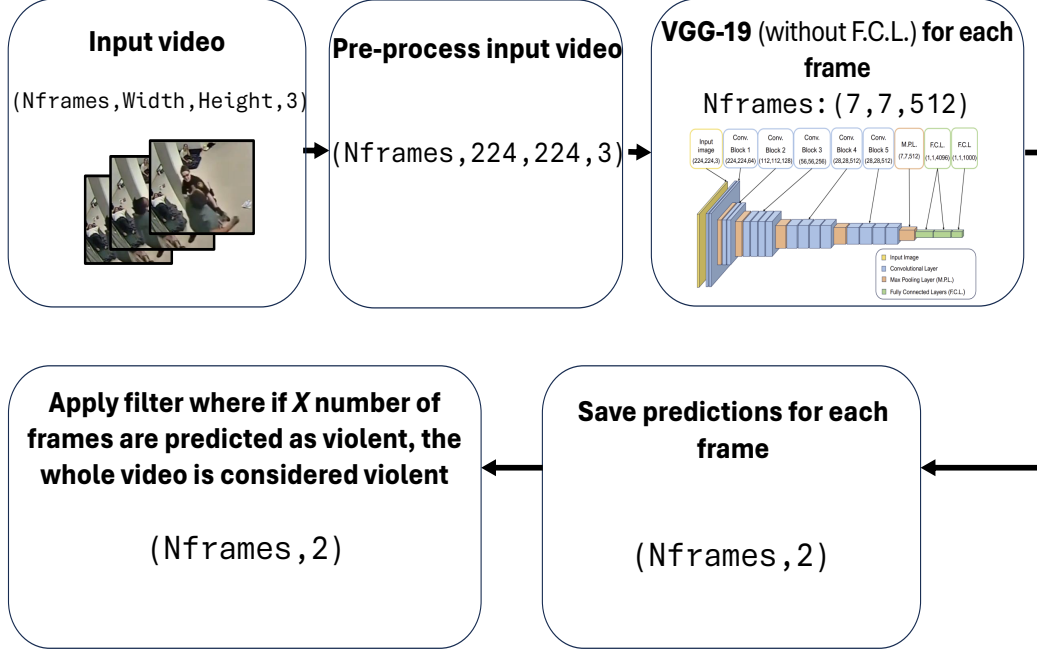 Input video
(Nframes,Width,Height,3)
Pre-process input video
(Nframes,224,224,3)
VGG-19 (without F.C.L.) for each
frame
Nframes:(7,7,512)
Input
image
(224,224,3)
Conv.
Block 1
(224,224,64)
Conv.
Block 2
(112,112,128)
Conv.
Block 3
(56,56,256)
Conv.
Block 4
(28,28,512)
Conv.
Block 5
(28,28,512)
M.P.L.
(7,7,512)
F.C.L.
(1,1,4096)
F.C.L
(1,1,1000)
Input Image
Convolutional Layer
Max Pooling Layer (M.P.L.)
Fully Connected Layers (F.C.L.)
Apply filter where if X number of
frames are predicted as violent, the
whole video is considered violent
(Nframes,2)
Save predictions for each
frame
(Nframes,2)